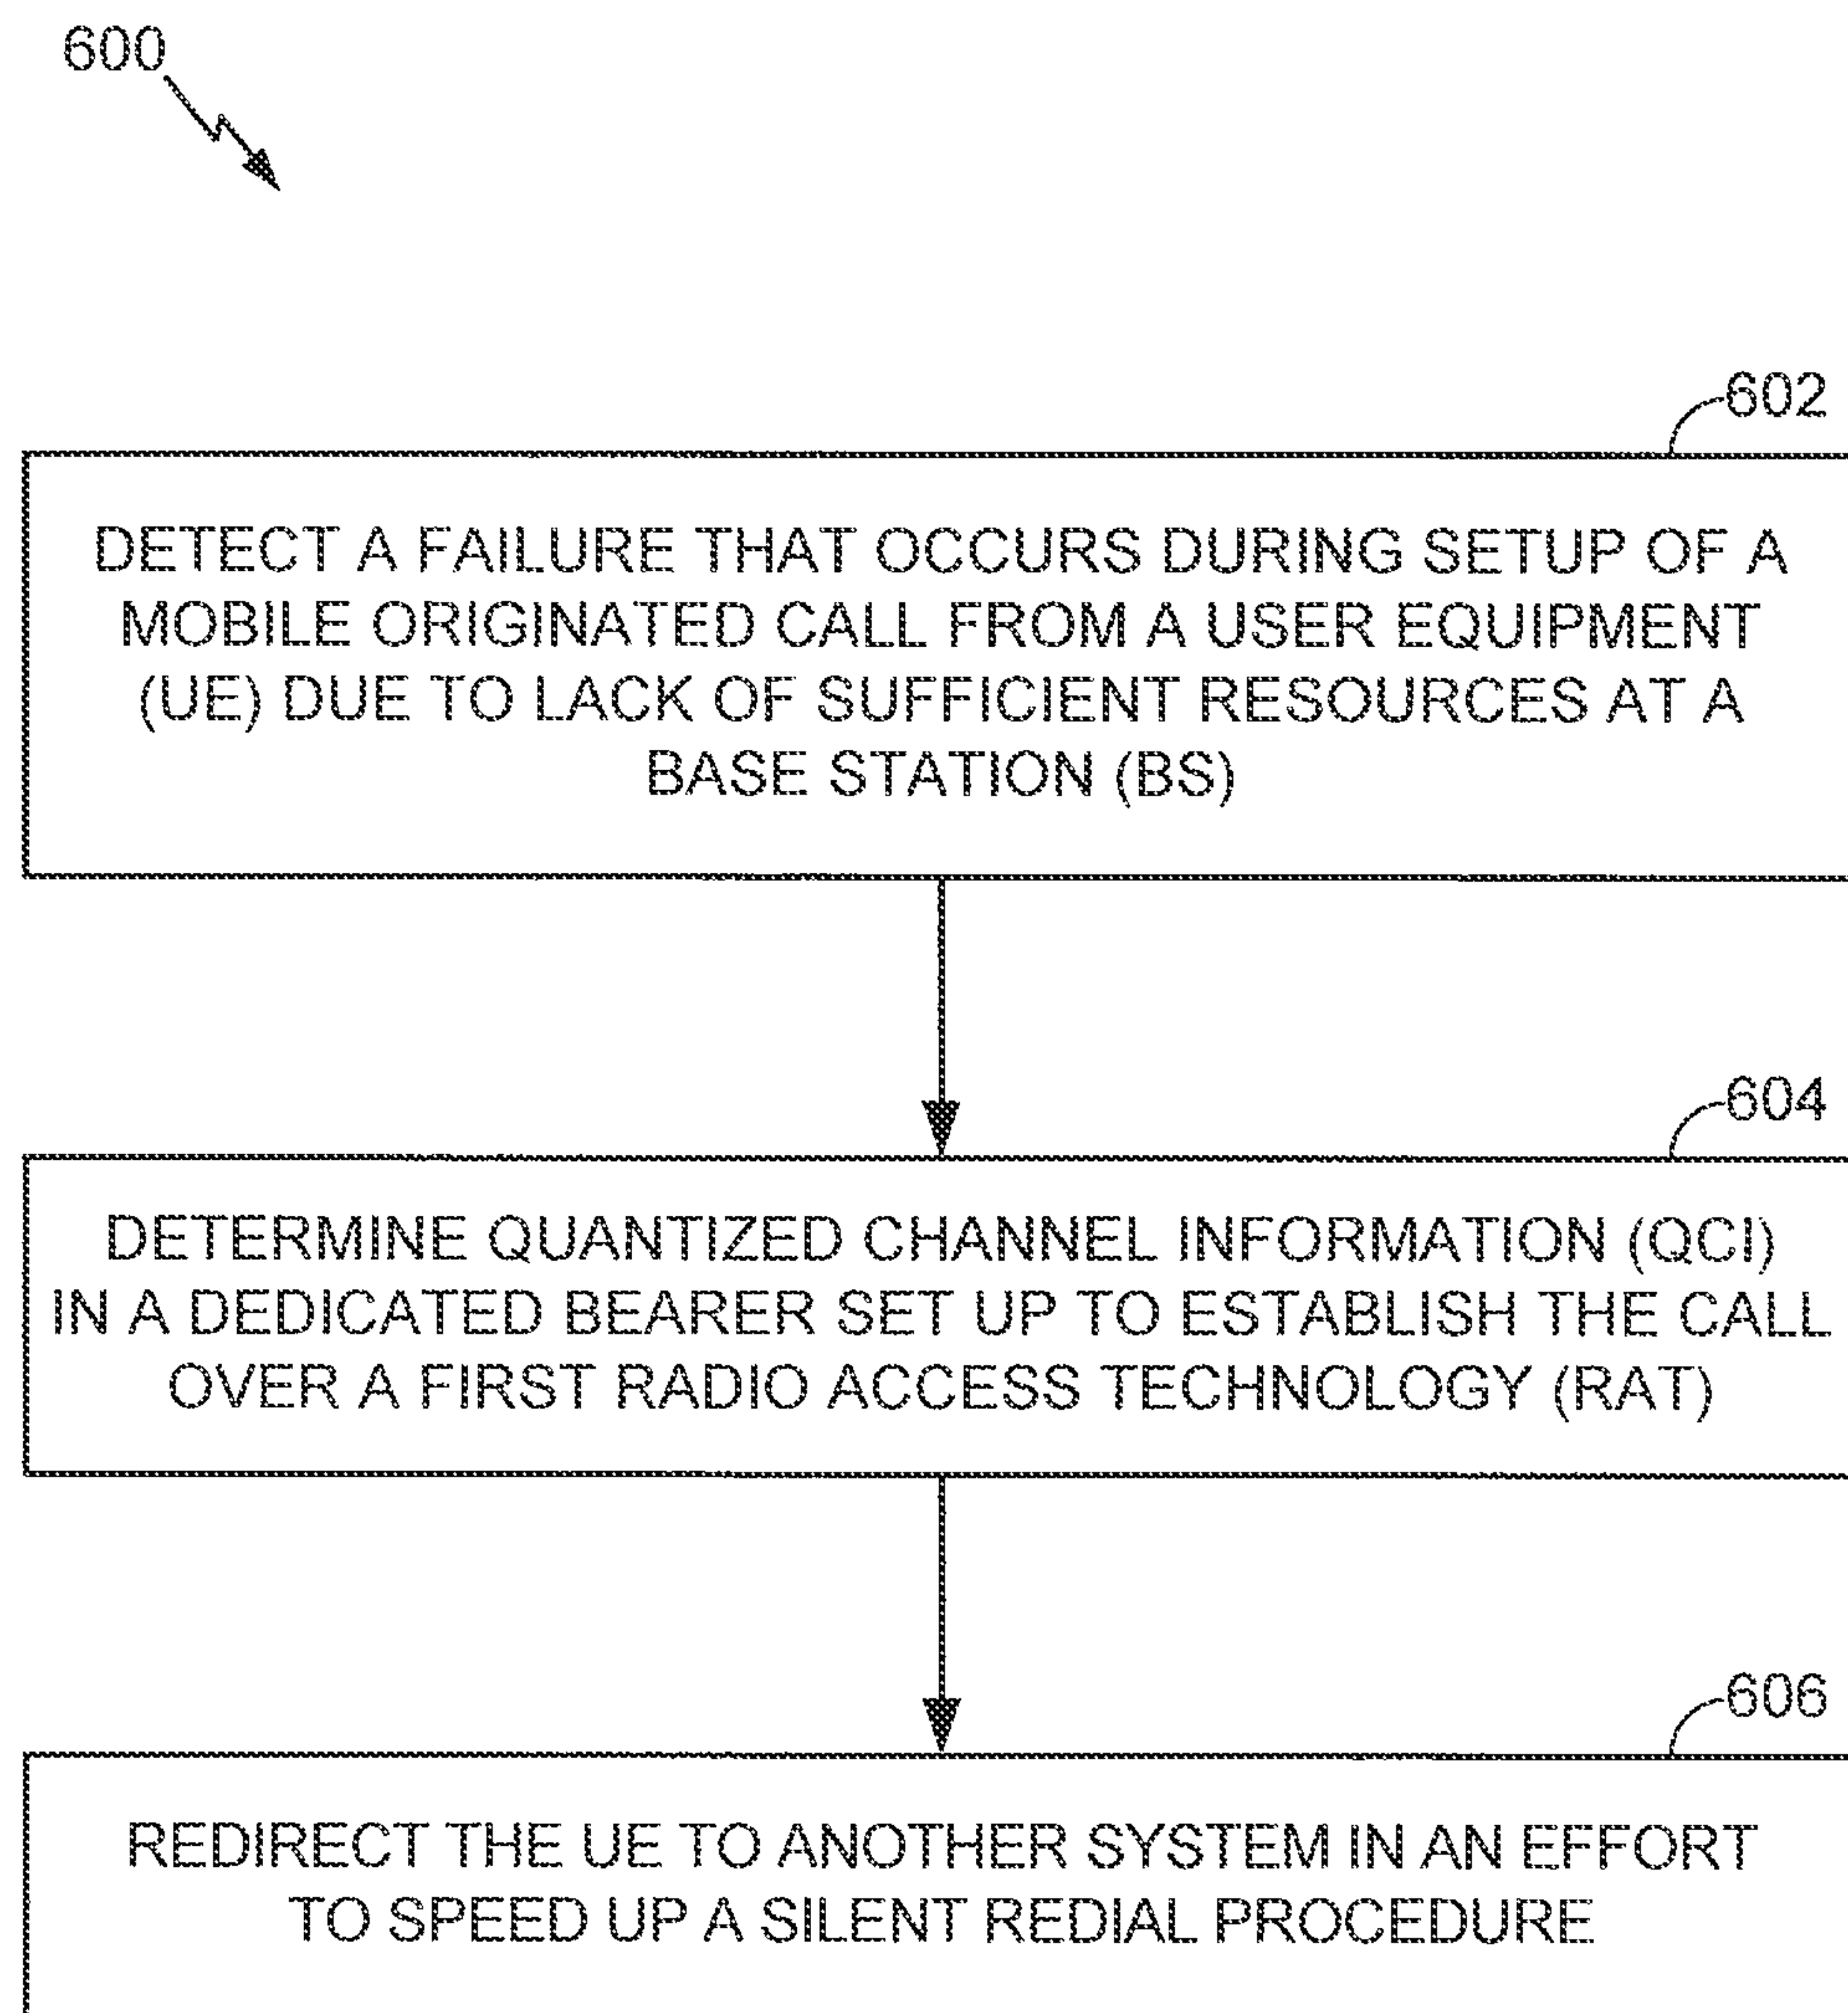 600
602
DETECT A FAILURE THAT OCCURS DURING SETUP OF A
MOBILE ORIGINATED CALL FROM A USER EQUIPMENT
(UE) DUE TO LACK OF SUFFICIENT RESOURCES AT A
BASE STATION (BS)
604
DETERMINE QUANTIZED CHANNEL INFORMATION (QCI)
IN A DEDICATED BEARER SET UP TO ESTABLISH THE CALL
OVER A FIRST RADIO ACCESS TECHNOLOGY (RAT)
606
REDIRECT THE UE TO ANOTHER SYSTEM IN AN EFFORT
TO SPEED UP A SILENT REDIAL PROCEDURE